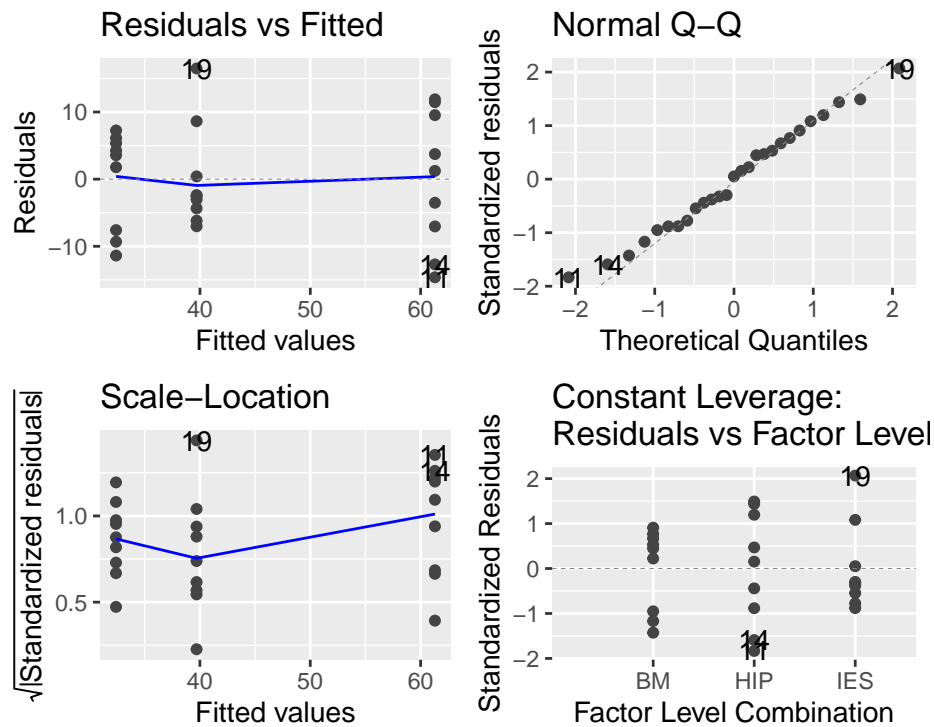 Residuals vs Fitted
Residuals
10
0
−10
19
14
11
40
50
60
Fitted values
Normal Q−Q
Standardized residuals
2
1
0
−1
−2
19
14
11
−2
−1
0
1
2
Theoretical Quantiles
Scale−Location
√|Standardized residuals|
1.0
0.5
19
11
14
40
50
60
Fitted values
Constant Leverage:
Residuals vs Factor Level
Standardized Residuals
2
1
0
−1
−2
19
14
11
BM
HIP
IES
Factor Level Combination